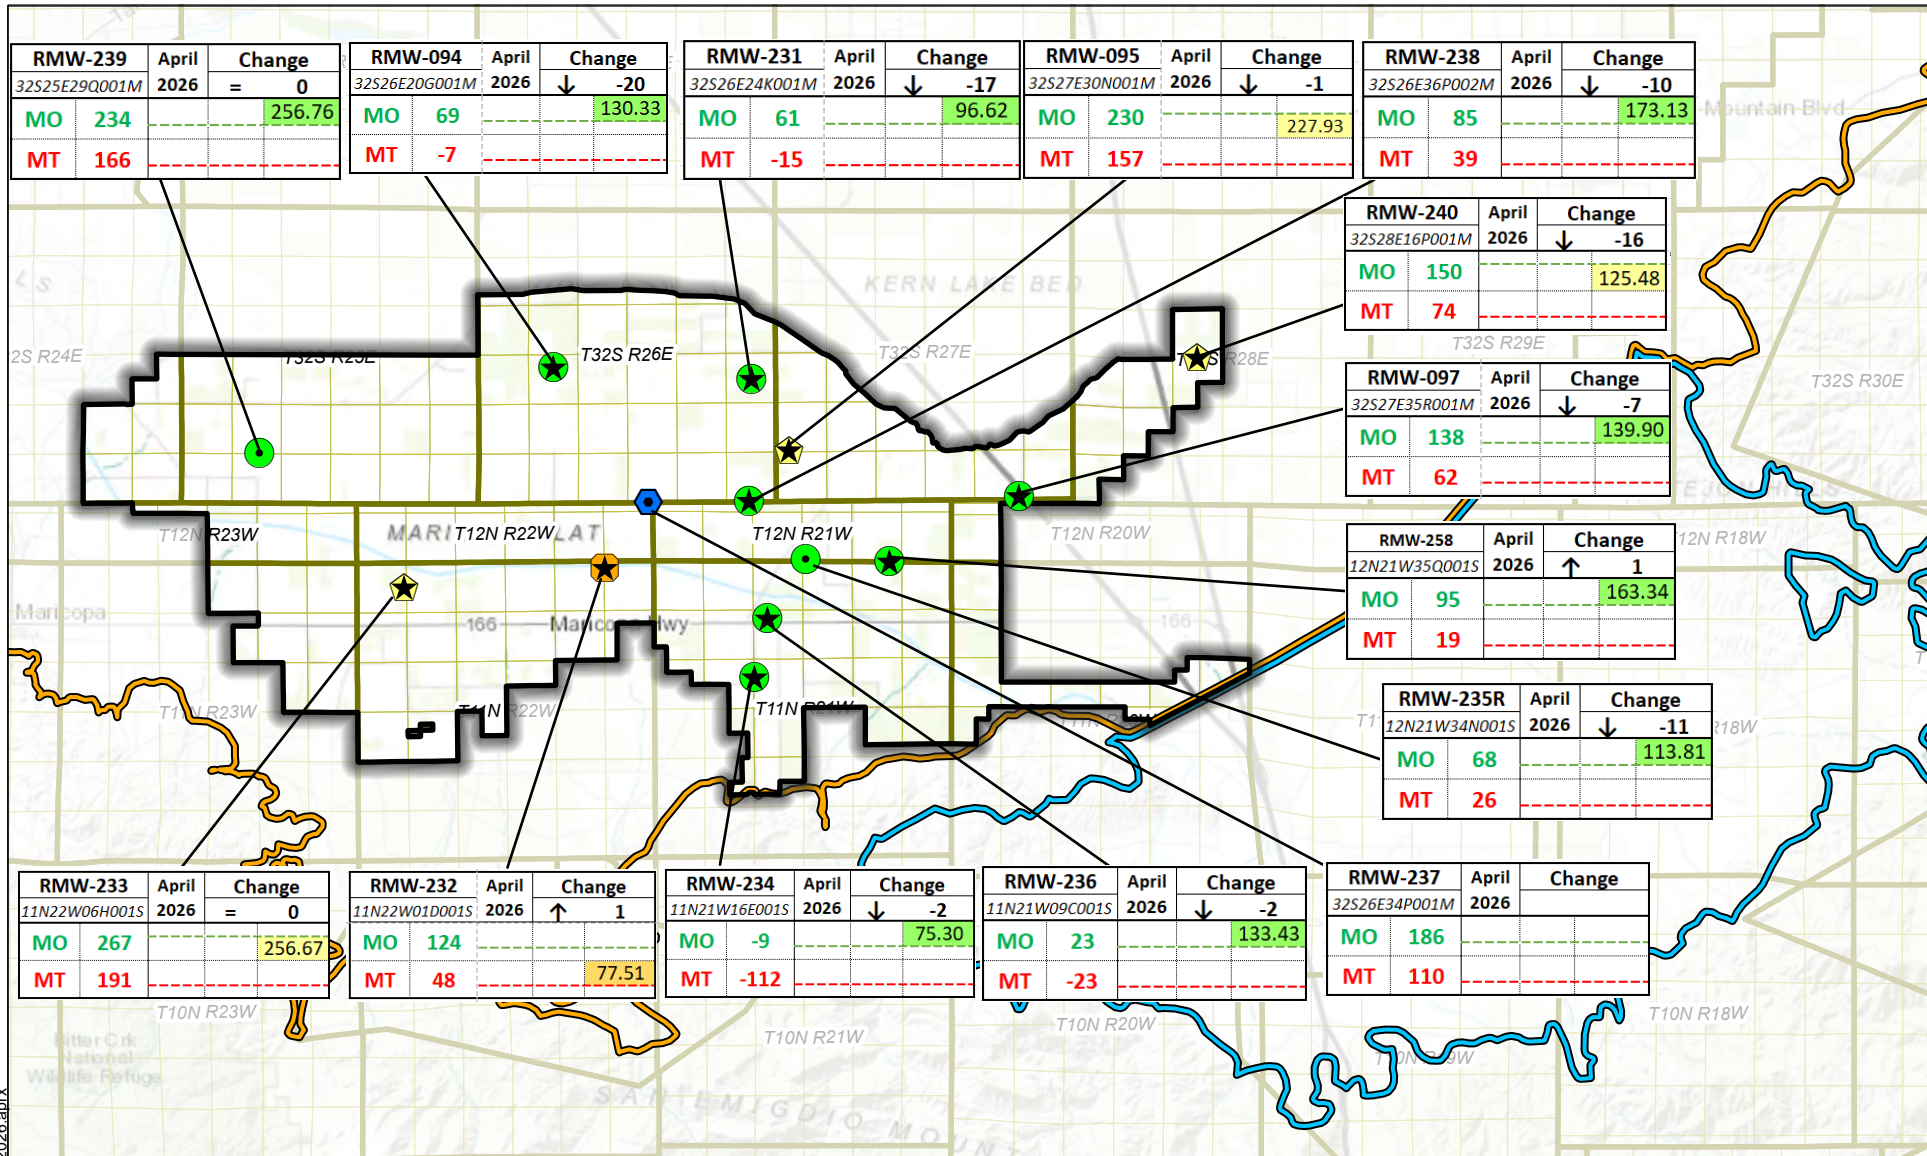 RMW-239 April Change
32S25E29Q001M 2026 = 0
MO 234 256.76
MT 166
RMW-094 April Change
32S26E20G001M 2026 ↓ -20
MO 69 130.33
MT -7
RMW-231 April Change
32S26E24K001M 2026 ↓ -17
MO 61 96.62
MT -15
RMW-095 April Change
32S27E30N001M 2026 ↓ -1
MO 230 227.93
MT 157
RMW-238 April Change
32S26E36P002M 2026 ↓ -10
MO 85 173.13
MT 39
Mountain-Blvd
RMW-240 April Change
32S28E16P001M 2026 ↓ -16
MO 150 125.48
MT 74
L S
KERN LAKE BED
2S R24E
T32S R25E
T32S R26E
T32S R27E
T32S R28E
T32S R29E
T32S R30E
RMW-097 April Change
32S27E35R001M 2026 ↓ -7
MO 138 139.90
MT 62
T12N R23W
T12N R22W
T12N R21W
T12N R20W
12N R18W
RMW-258 April Change
12N21W35Q001S 2026 ↑ 1
MO 95 163.34
MT 19
Maricopa
166
Maricopa Hwy
166
T11N R23W
T11N R22W
T11N R21W
R18W
RMW-235R April Change
12N21W34N001S 2026 ↓ -11
MO 68 113.81
MT 26
RMW-233 April Change
11N22W06H001S 2026 = 0
MO 267 256.67
MT 191
RMW-232 April Change
11N22W01D001S 2026 ↑ 1
MO 124
MT 48 77.51
RMW-234 April Change
11N21W16E001S 2026 ↓ -2
MO -9 75.30
MT -112
RMW-236 April Change
11N21W09C001S 2026 ↓ -2
MO 23 133.43
MT -23
RMW-237 April Change
32S26E34P001M 2026
MO 186
MT 110
T10N R23W
T10N R21W
T10N R20W
T10N R19W
T10N R18W
Bitter Crk
National
Wildlife Refuge
SAN EMIGDIO MOUNT
2026.aprx